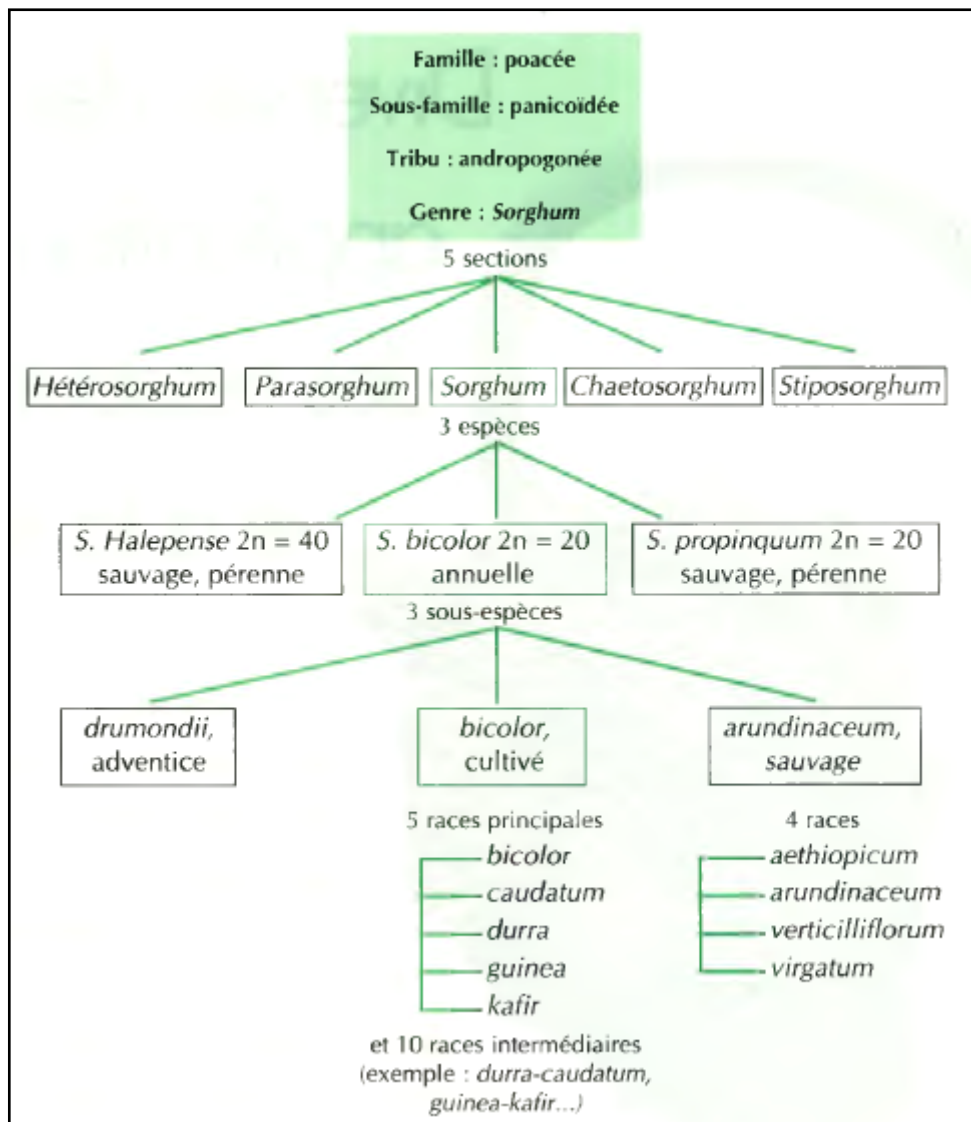 Famille : poacée
Sous-famille : panicoïdée
Tribu : andropogonée
Genre : Sorghum
5 sections
Hétérosorghum
Parasorghum
Sorghum
Chaetosorghum
Stiposorghum
3 espèces
S. Halepense 2n = 40
sauvage, pérenne
S. bicolor 2n = 20
annuelle
S. propinquum 2n = 20
sauvage, pérenne
3 sous-espèces
drumondii,
adventice
bicolor,
cultivé
arundinaceum,
sauvage
5 races principales
bicolor
caudatum
durra
guinea
kafir
et 10 races intermédiaires
(exemple : durra-caudatum,
guinea-kafir...)
4 races
aethiopicum
arundinaceum
verticilliflorum
virgatum